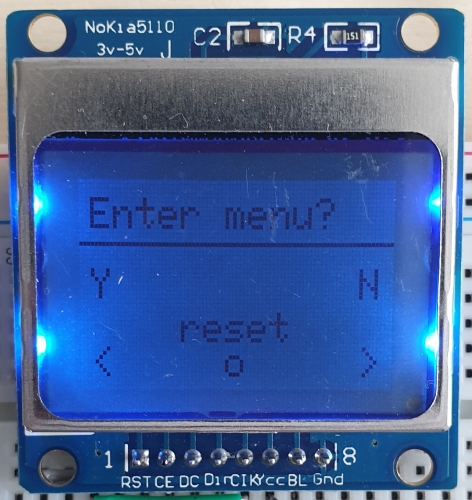 NoKia5110
3v-5v J
C2 R4 151
Enter menu?
Y N
reset
< o >
1 8
RST CE DC Din ClK Vcc BL Gnd